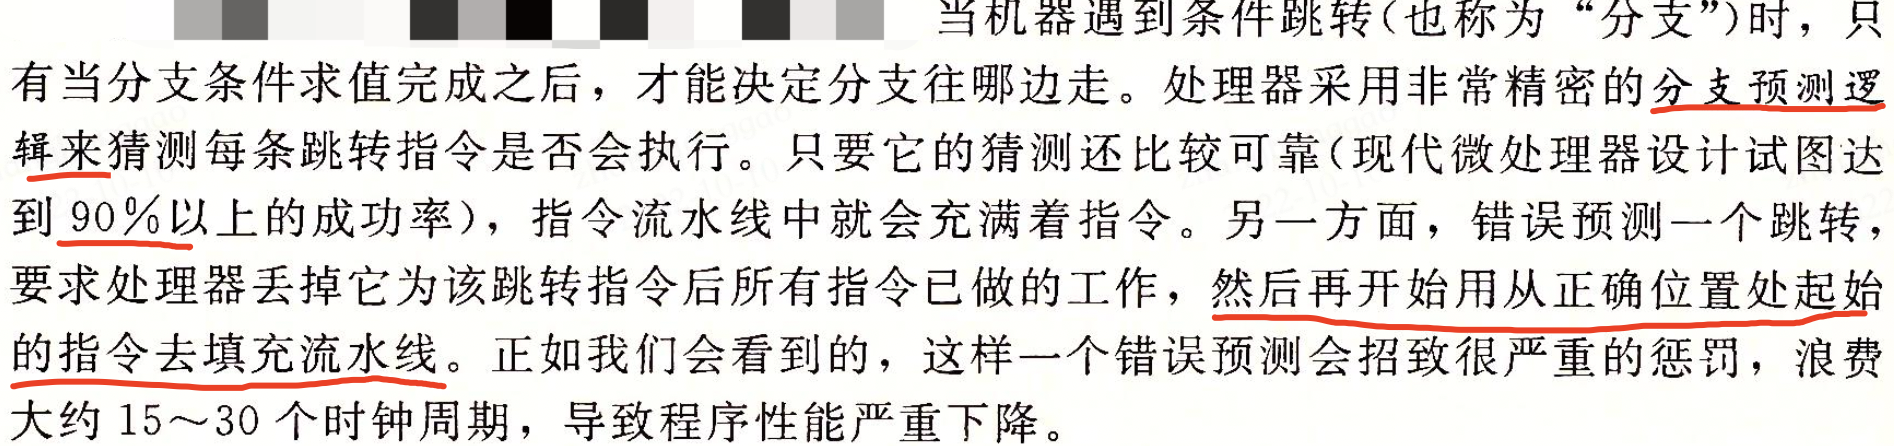 当机器遇到条件跳转(也称为“分支”)时，只
有当分支条件求值完成之后，才能决定分支往哪边走。处理器采用非常精密的分支预测逻
辑来猜测每条跳转指令是否会执行。只要它的猜测还比较可靠(现代微处理器设计试图达
到 90%以上的成功率)，指令流水线中就会充满着指令。另一方面，错误预测一个跳转，
要求处理器丢掉它为该跳转指令后所有指令已做的工作，然后再开始用从正确位置处起始
的指令去填充流水线。正如我们会看到的，这样一个错误预测会招致很严重的惩罚，浪费
大约 15～30 个时钟周期，导致程序性能严重下降。